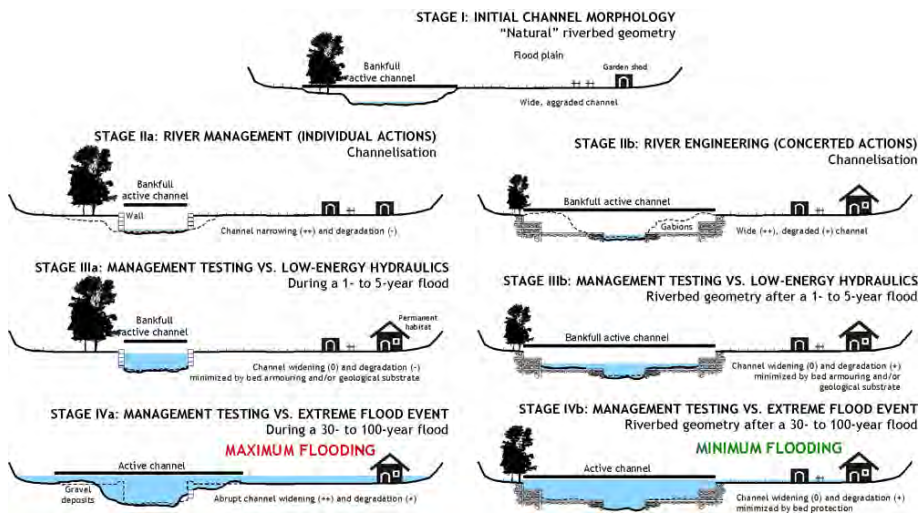 STAGE I: INITIAL CHANNEL MORPHOLOGY
"Natural" riverbed geometry
Flood plain
Bankfull
active channel
Garden shed
Wide, aggraded channel
STAGE IIa: RIVER MANAGEMENT (INDIVIDUAL ACTIONS)
Channelisation
Bankfull
active channel
Wall
Channel narrowing (++) and degradation (-)
STAGE IIb: RIVER ENGINEERING (CONCERTED ACTIONS)
Channelisation
Bankfull active channel
Gabions
Wide (++), degraded (+) channel
STAGE IIIa: MANAGEMENT TESTING VS. LOW-ENERGY HYDRAULICS
During a 1- to 5-year flood
Bankfull
active channel
Permanent
habitat
Channel widening (0) and degradation (-)
minimized by bed armouring and/or
geological substrate
STAGE IIIb: MANAGEMENT TESTING VS. LOW-ENERGY HYDRAULICS
Riverbed geometry after a 1- to 5-year flood
Bankfull active channel
Channel widening (0) and degradation (+)
minimized by bed armouring and/or
geological substrate
STAGE IVa: MANAGEMENT TESTING VS. EXTREME FLOOD EVENT
During a 30- to 100-year flood
MAXIMUM FLOODING
Active channel
Gravel
deposits
Abrupt channel widening (++) and degradation (+)
STAGE IVb: MANAGEMENT TESTING VS. EXTREME FLOOD EVENT
Riverbed geometry after a 30- to 100-year flood
MINIMUM FLOODING
Active channel
Channel widening (0) and degradation (+)
minimized by bed protection